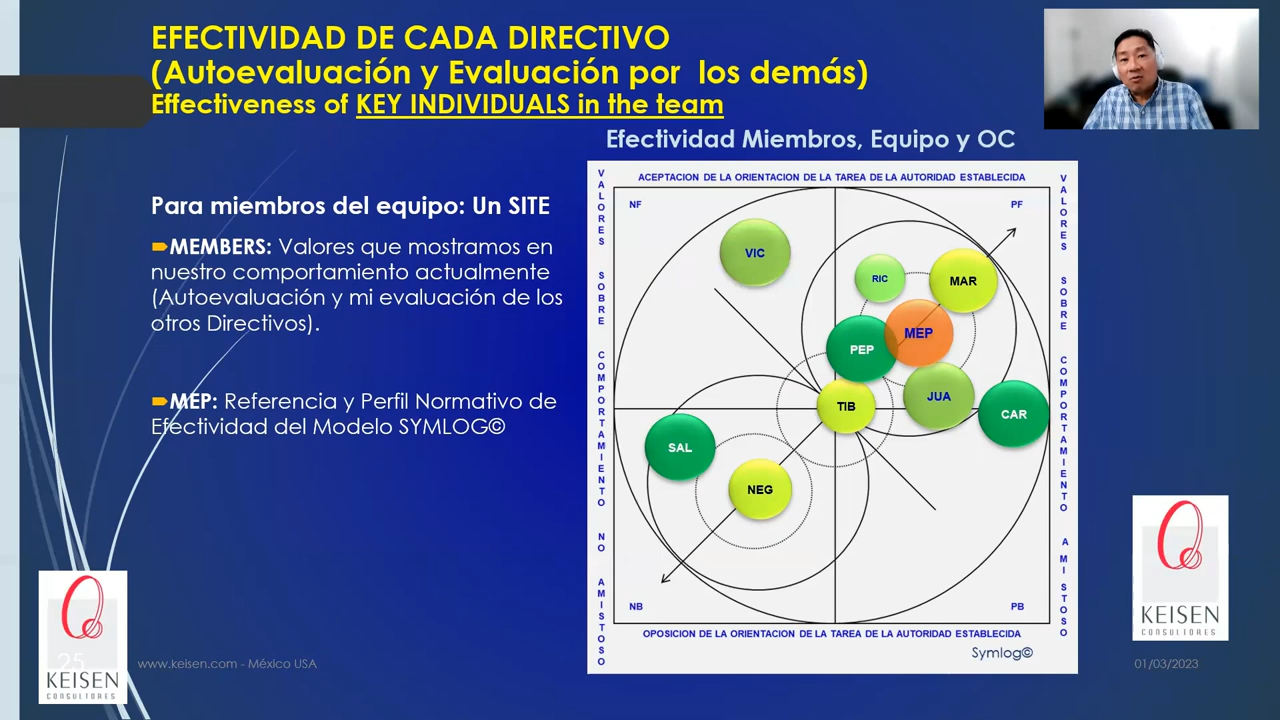 EFECTIVIDAD DE CADA DIRECTIVO
(Autoevaluación y Evaluación por los demás)
Effectiveness of KEY INDIVIDUALS in the team
Efectividad Miembros, Equipo y OC
Para miembros del equipo: Un SITE
MEMBERS: Valores que mostramos en
nuestro comportamiento actualmente
(Autoevaluación y mi evaluación de los
otros Directivos).
MEP: Referencia y Perfil Normativo de
Efectividad del Modelo SYMLOG©
ACEPTACION DE LA ORIENTACION DE LA TAREA DE LA AUTORIDAD ESTABLECIDA
VALORES SOBRE COMPORTAMIENTO NO AMISTOSO
VALORES SOBRE COMPORTAMIENTO AMISTOSO
NF
PF
VIC
RIC
MAR
MEP
PEP
TIB
JUA
CAR
SAL
NEG
NB
PB
OPOSICION DE LA ORIENTACION DE LA TAREA DE LA AUTORIDAD ESTABLECIDA
Symlog©
KEISEN
CONSULTORES
25
KEISEN
CONSULTORES
www.keisen.com - México USA
01/03/2023